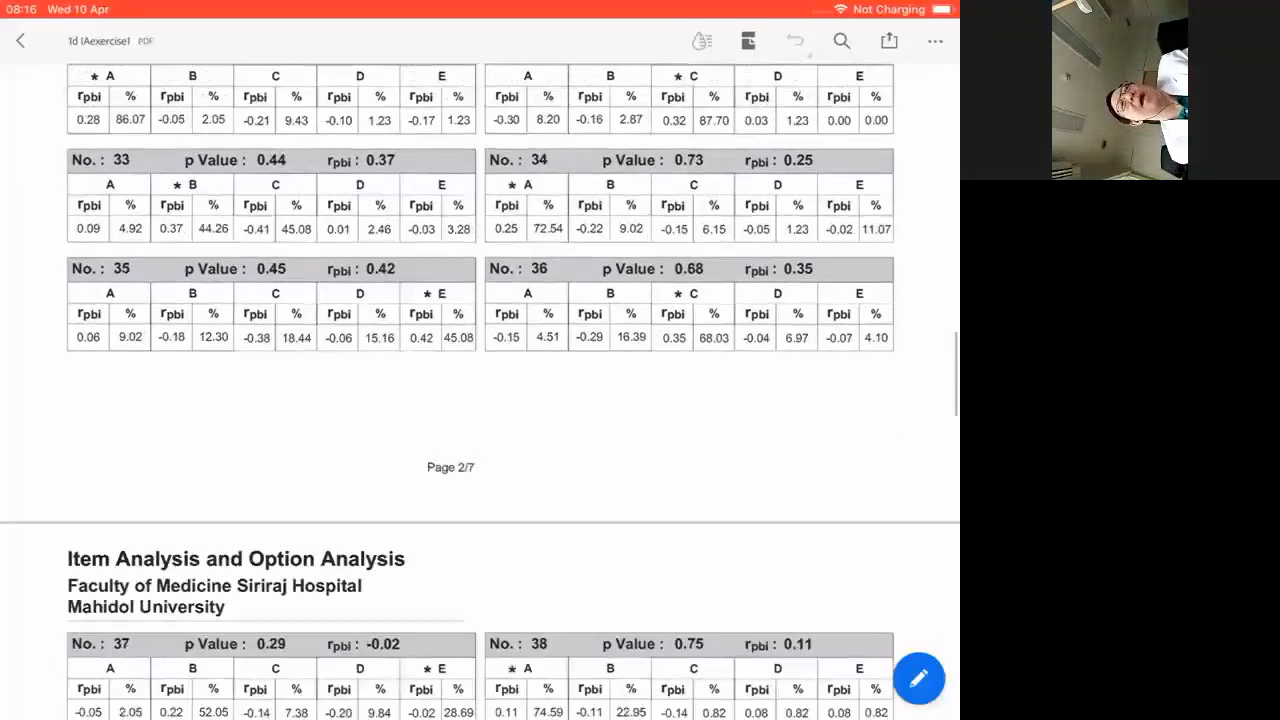 08:16 Wed 10 Apr Not Charging
1d IAexercise1 PDF
* A B C D E A B * C D E
rpbi % rpbi % rpbi % rpbi % rpbi % rpbi % rpbi % rpbi % rpbi % rpbi %
0.28 86.07 -0.05 2.05 -0.21 9.43 -0.10 1.23 -0.17 1.23 -0.30 8.20 -0.16 2.87 0.32 87.70 0.03 1.23 0.00 0.00
No. : 33 p Value : 0.44 rpbi : 0.37 No. : 34 p Value : 0.73 rpbi : 0.25
A * B C D E * A B C D E
rpbi % rpbi % rpbi % rpbi % rpbi % rpbi % rpbi % rpbi % rpbi % rpbi %
0.09 4.92 0.37 44.26 -0.41 45.08 0.01 2.46 -0.03 3.28 0.25 72.54 -0.22 9.02 -0.15 6.15 -0.05 1.23 -0.02 11.07
No. : 35 p Value : 0.45 rpbi : 0.42 No. : 36 p Value : 0.68 rpbi : 0.35
A B C D * E A B * C D E
rpbi % rpbi % rpbi % rpbi % rpbi % rpbi % rpbi % rpbi % rpbi % rpbi %
0.06 9.02 -0.18 12.30 -0.38 18.44 -0.06 15.16 0.42 45.08 -0.15 4.51 -0.29 16.39 0.35 68.03 -0.04 6.97 -0.07 4.10
Page 2/7
Item Analysis and Option Analysis
Faculty of Medicine Siriraj Hospital
Mahidol University
No. : 37 p Value : 0.29 rpbi : -0.02 No. : 38 p Value : 0.75 rpbi : 0.11
A B C D * E * A B C D E
rpbi % rpbi % rpbi % rpbi % rpbi % rpbi % rpbi % rpbi % rpbi % rpbi %
-0.05 2.05 0.22 52.05 -0.14 7.38 -0.20 9.84 -0.02 28.69 0.11 74.59 -0.11 22.95 -0.14 0.82 0.08 0.82 0.08 0.82